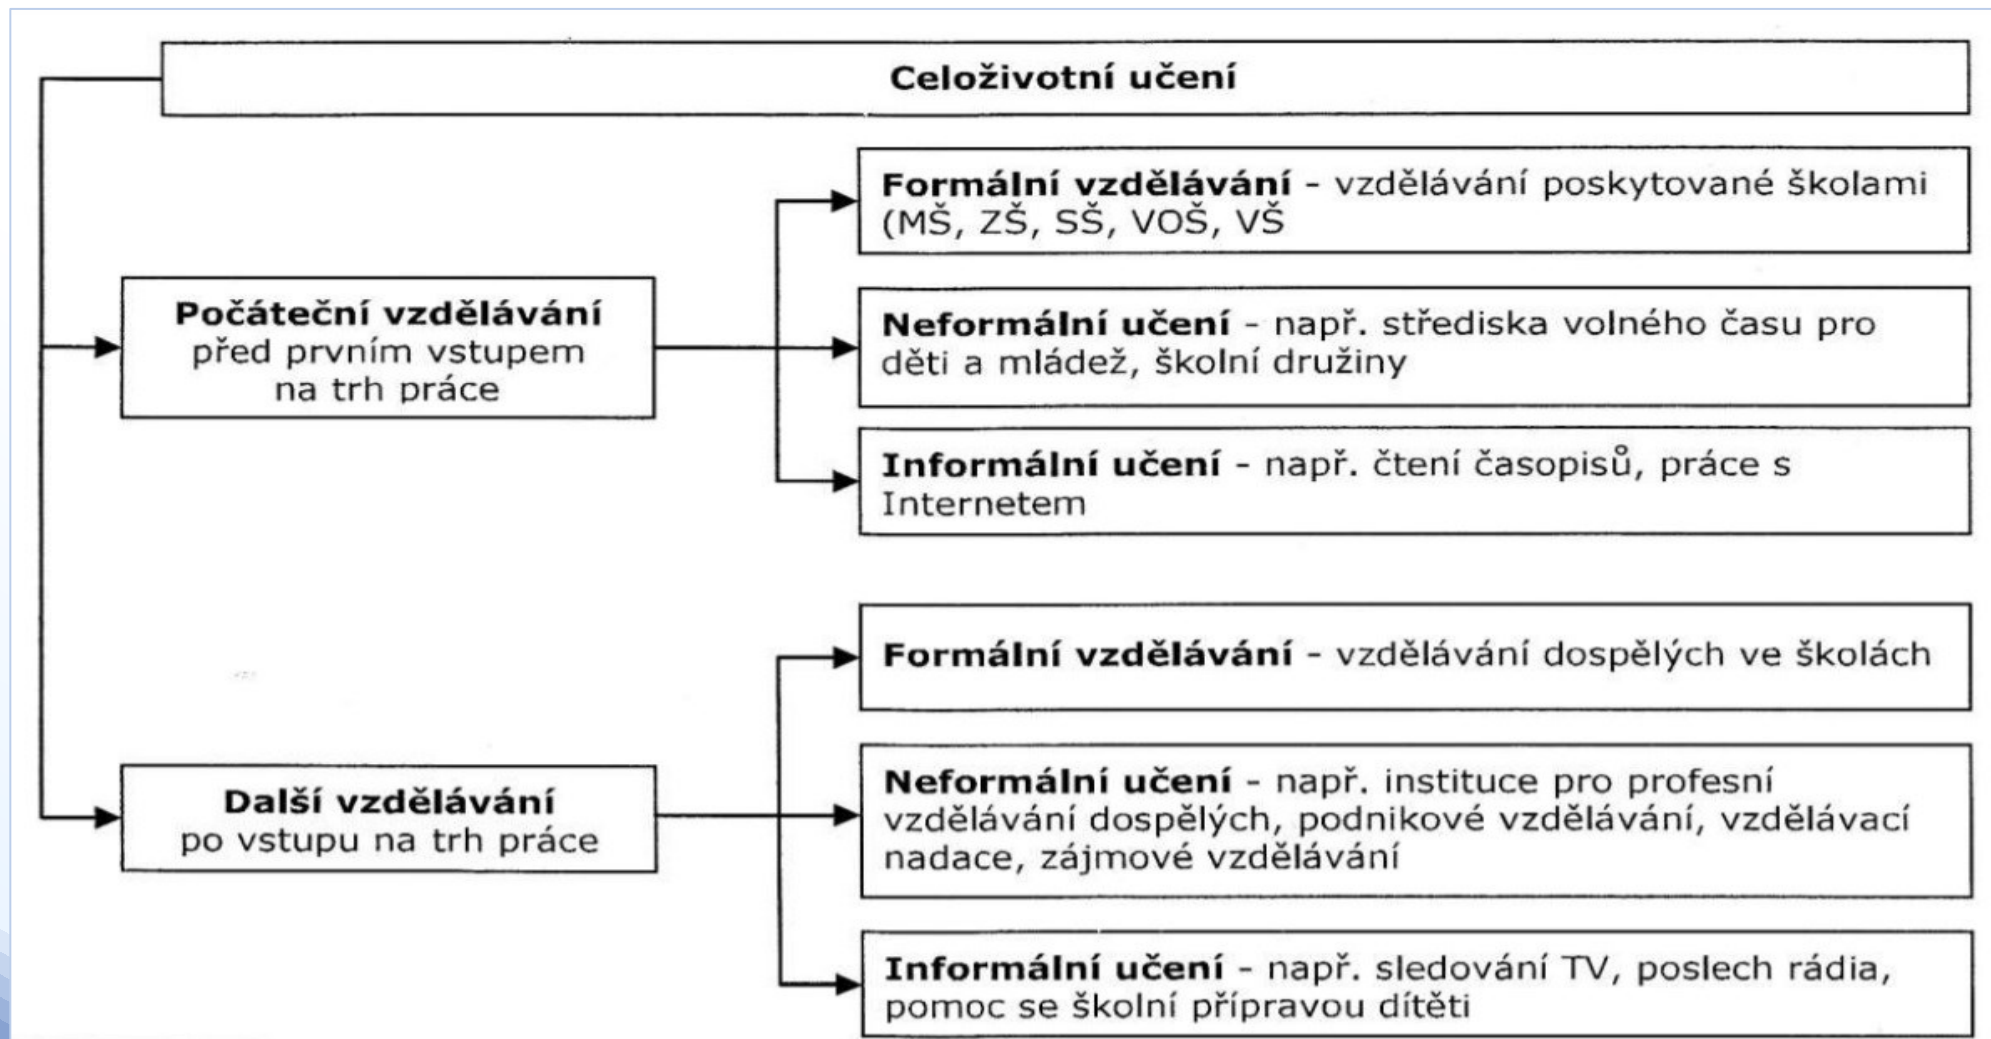 Celoživotní učení
Formální vzdělávání - vzdělávání poskytované školami
(MŠ, ZŠ, SŠ, VOŠ, VŠ
Počáteční vzdělávání
před prvním vstupem
na trh práce
Neformální učení - např. střediska volného času pro
děti a mládež, školní družiny
Informální učení - např. čtení časopisů, práce s
Internetem
Formální vzdělávání - vzdělávání dospělých ve školách
Další vzdělávání
po vstupu na trh práce
Neformální učení - např. instituce pro profesní
vzdělávání dospělých, podnikové vzdělávání, vzdělávací
nadace, zájmové vzdělávání
Informální učení - např. sledování TV, poslech rádia,
pomoc se školní přípravou dítěti